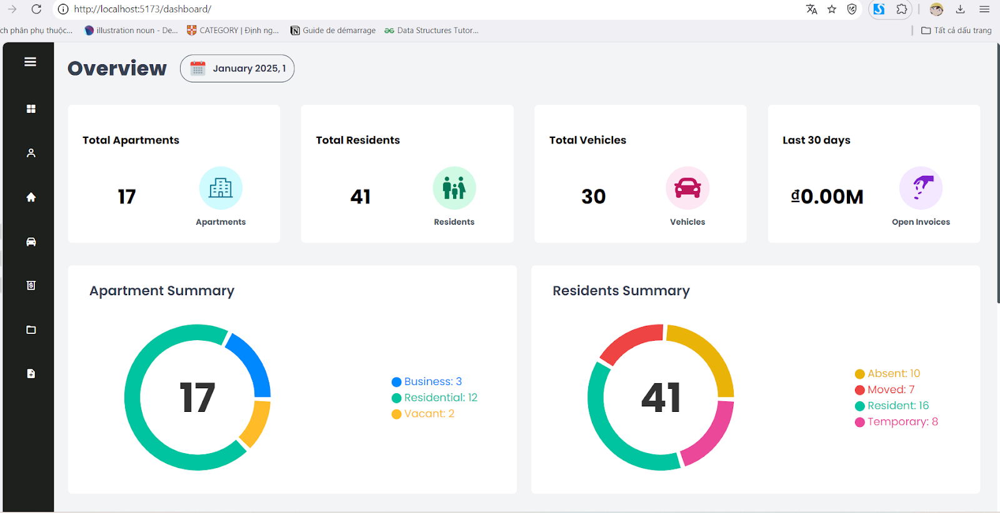 http://localhost:5173/dashboard/
ch phân phụ thuộc...
illustration noun - De...
CATEGORY | Định ng...
Guide de démarrage
Data Structures Tutor...
Tất cả dấu trang
Overview
January 2025, 1
Total Apartments
17
Apartments
Total Residents
41
Residents
Total Vehicles
30
Vehicles
Last 30 days
₫0.00M
Open Invoices
Apartment Summary
17
Business: 3
Residential: 12
Vacant: 2
Residents Summary
41
Absent: 10
Moved: 7
Resident: 16
Temporary: 8